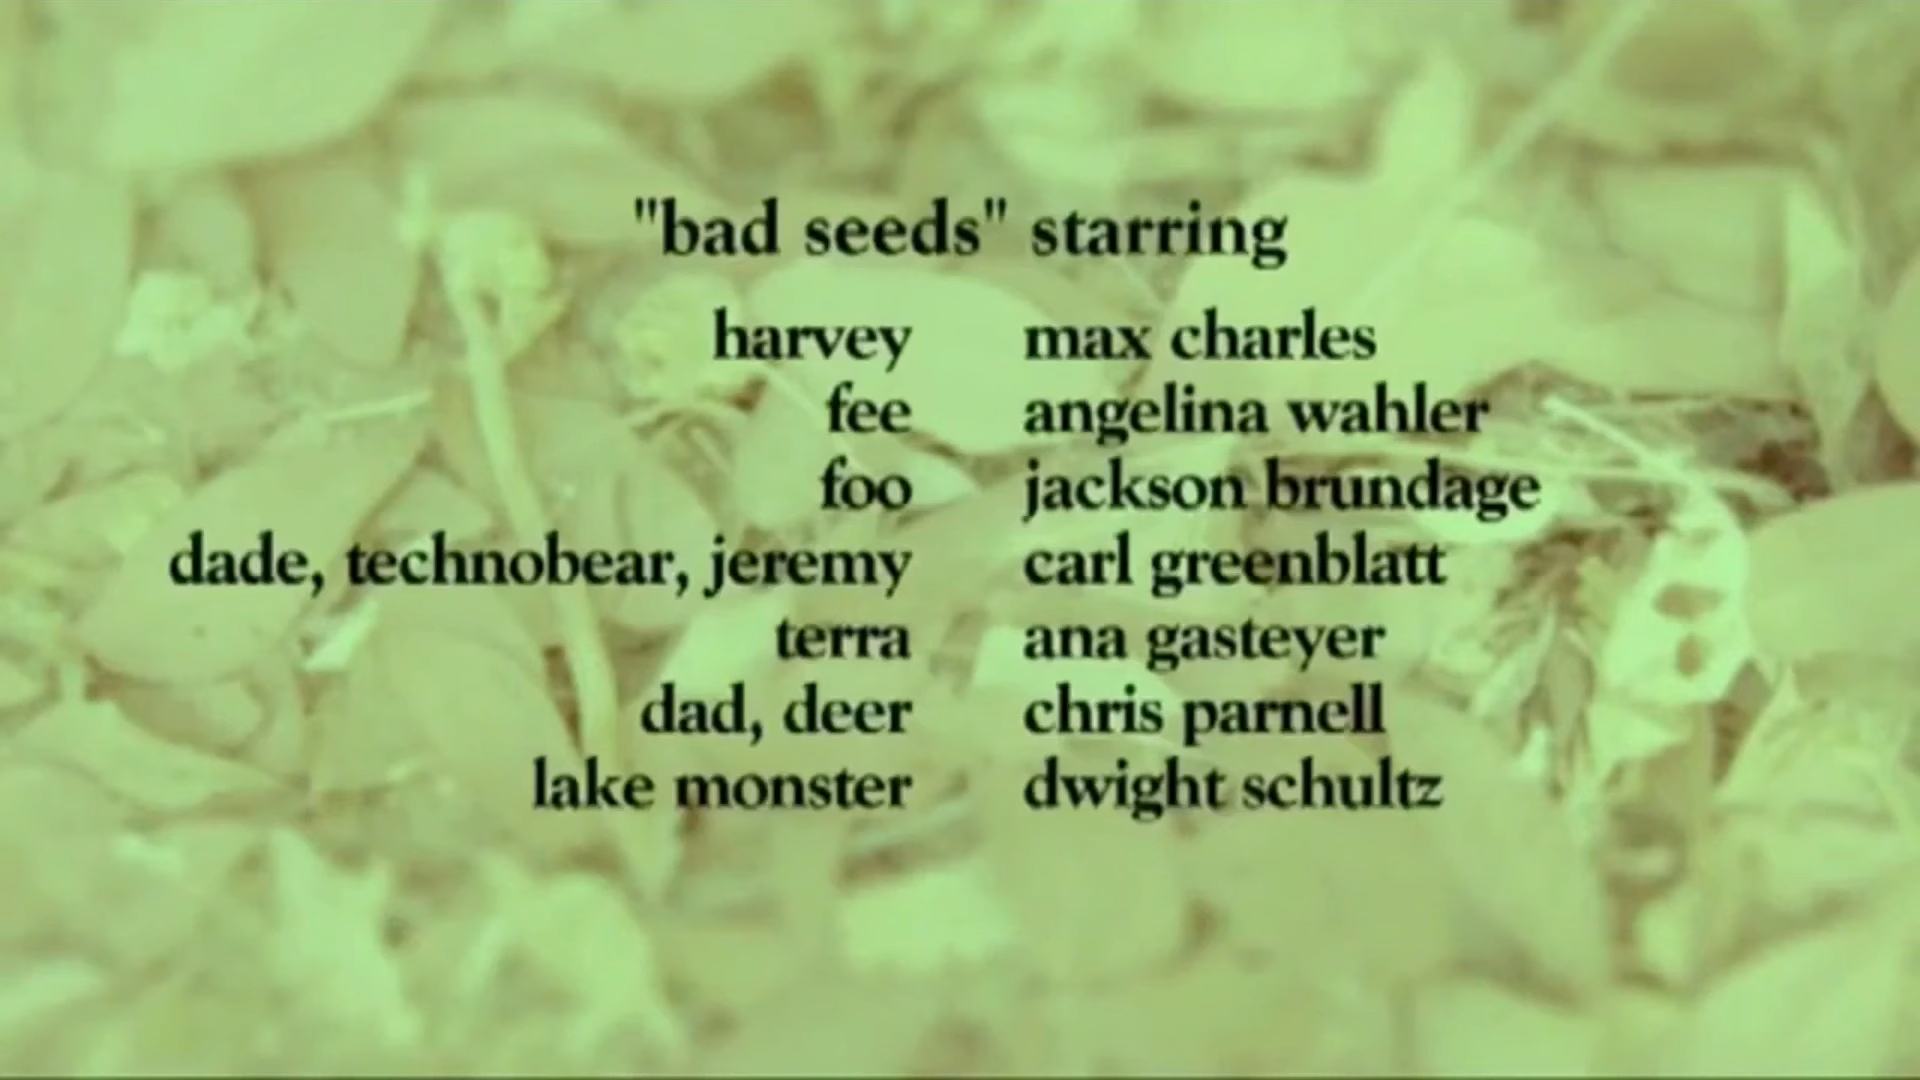 "bad seeds" starring
harvey max charles
fee angelina wahler
foo jackson brundage
dade, technobear, jeremy carl greenblatt
terra ana gasteyer
dad, deer chris parnell
lake monster dwight schultz